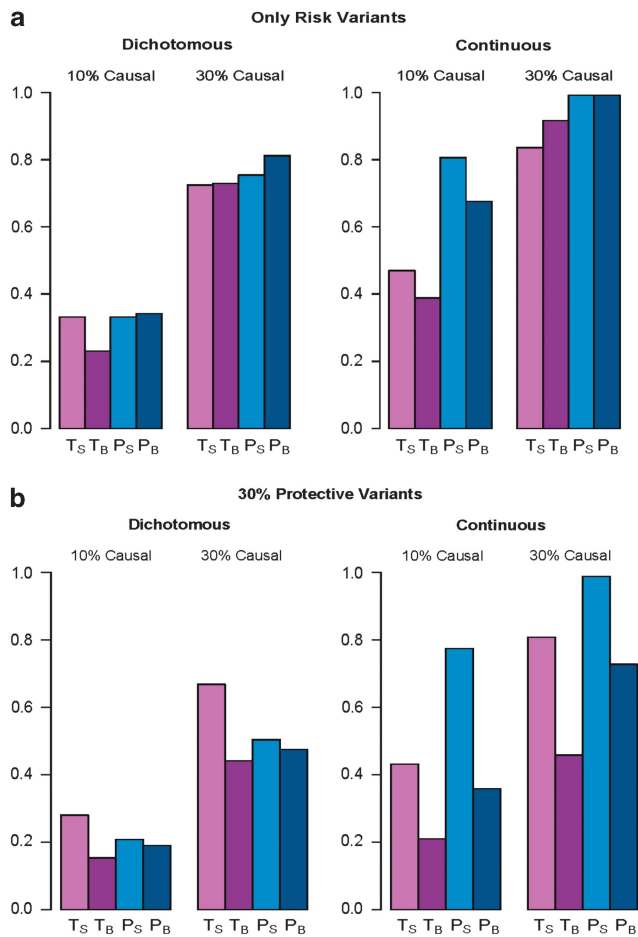 a
Only Risk Variants
Dichotomous
Continuous
10% Causal 30% Causal
10% Causal 30% Causal
1.0
0.8
0.6
0.4
0.2
0.0
1.0
0.8
0.6
0.4
0.2
0.0
TS TB PS PB
TS TB PS PB
TS TB PS PB
TS TB PS PB
b
30% Protective Variants
Dichotomous
Continuous
10% Causal 30% Causal
10% Causal 30% Causal
1.0
0.8
0.6
0.4
0.2
0.0
1.0
0.8
0.6
0.4
0.2
0.0
TS TB PS PB
TS TB PS PB
TS TB PS PB
TS TB PS PB